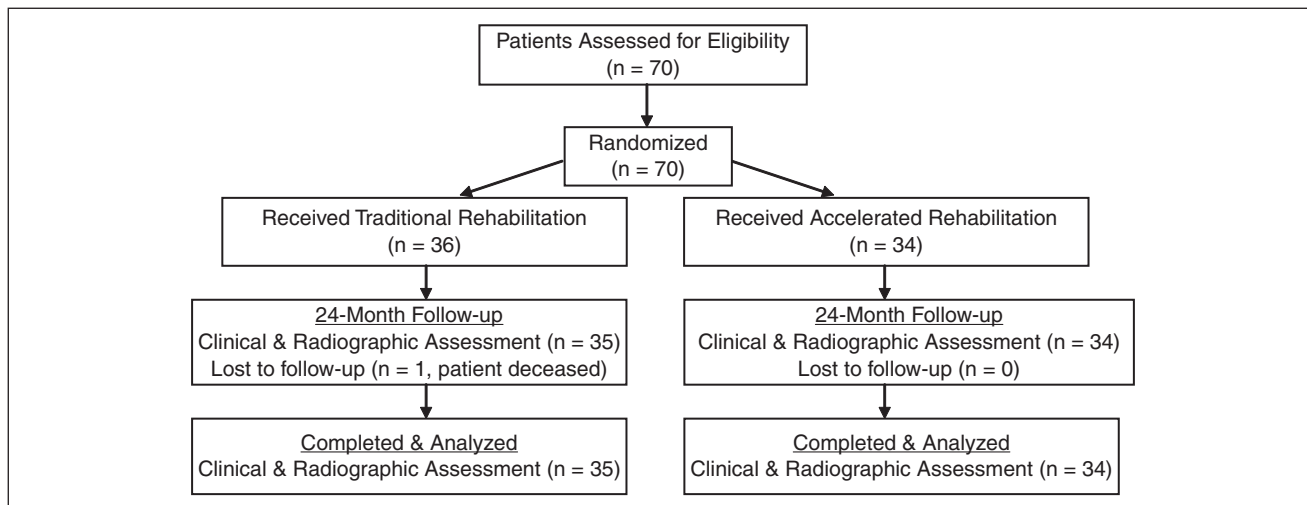 Patients Assessed for Eligibility
(n = 70)
Randomized
(n = 70)
Received Traditional Rehabilitation
(n = 36)
Received Accelerated Rehabilitation
(n = 34)
24-Month Follow-up
Clinical & Radiographic Assessment (n = 35)
Lost to follow-up (n = 1, patient deceased)
24-Month Follow-up
Clinical & Radiographic Assessment (n = 34)
Lost to follow-up (n = 0)
Completed & Analyzed
Clinical & Radiographic Assessment (n = 35)
Completed & Analyzed
Clinical & Radiographic Assessment (n = 34)